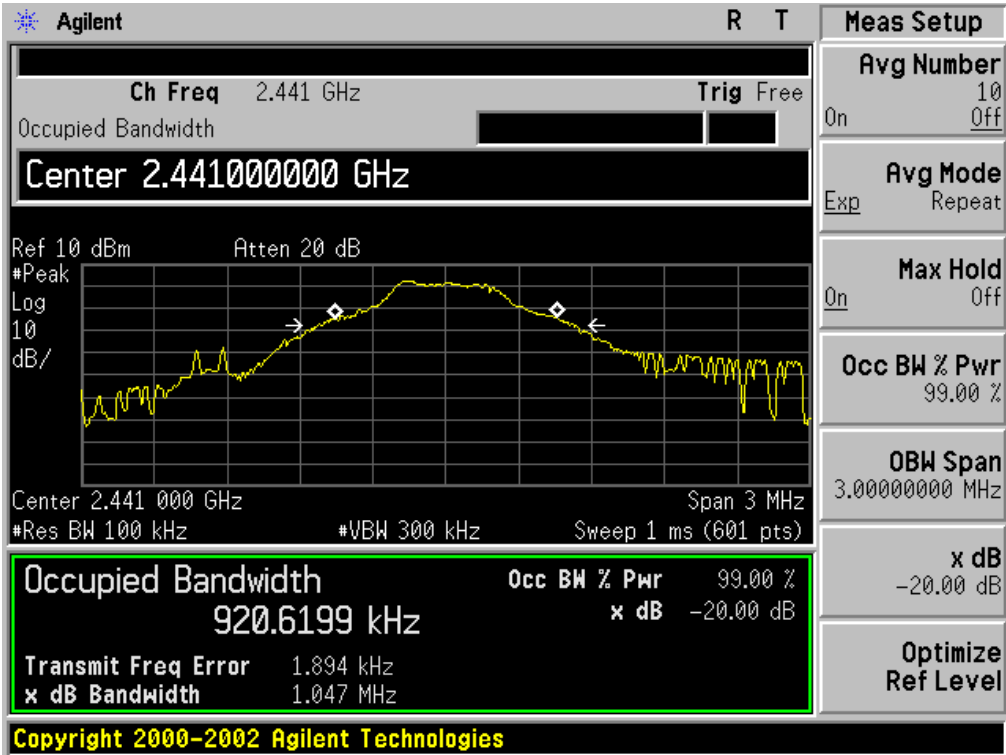 Agilent R T
Ch Freq 2.441 GHz Trig Free
Occupied Bandwidth
Center 2.441000000 GHz
Ref 10 dBm Atten 20 dB
#Peak
Log
10
dB/
Center 2.441 000 GHz Span 3 MHz
#Res BW 100 kHz #VBW 300 kHz Sweep 1 ms (601 pts)
Occupied Bandwidth Occ BW % Pwr 99.00 %
920.6199 kHz x dB -20.00 dB
Transmit Freq Error 1.894 kHz
x dB Bandwidth 1.047 MHz
Meas Setup
Avg Number
10
On Off
Avg Mode
Exp Repeat
Max Hold
On Off
Occ BW % Pwr
99.00 %
OBW Span
3.00000000 MHz
x dB
-20.00 dB
Optimize
Ref Level
Copyright 2000-2002 Agilent Technologies